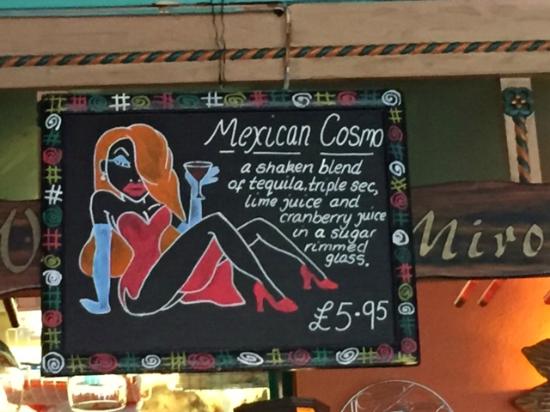 Mexican Cosmo
a shaken blend
of tequila, triple sec,
lime juice and
cranberry juice
in a sugar
rimmed
glass.
£5.95
Miro